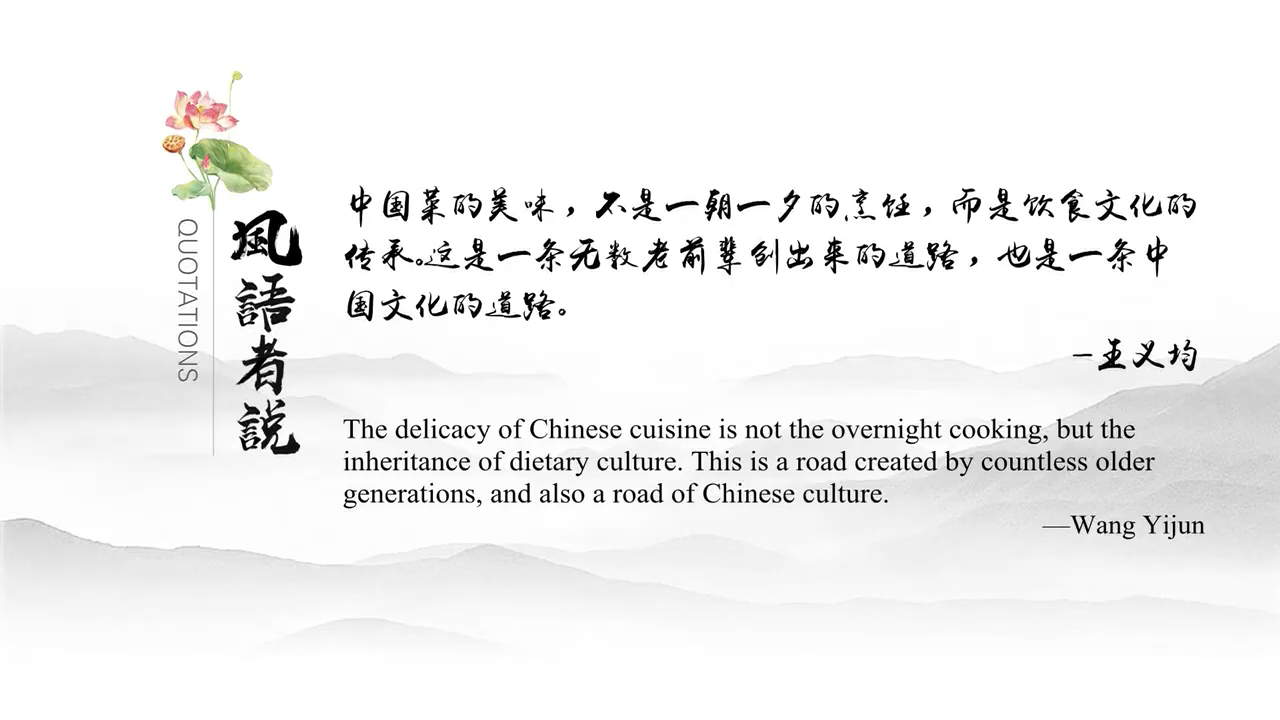 QUOTATIONS
風語者説
中国菜的美味，不是一朝一夕的烹饪，而是饮食文化的
传承。这是一条无数老前辈创出来的道路，也是一条中
国文化的道路。
-王义均
The delicacy of Chinese cuisine is not the overnight cooking, but the
inheritance of dietary culture. This is a road created by countless older
generations, and also a road of Chinese culture.
—Wang Yijun